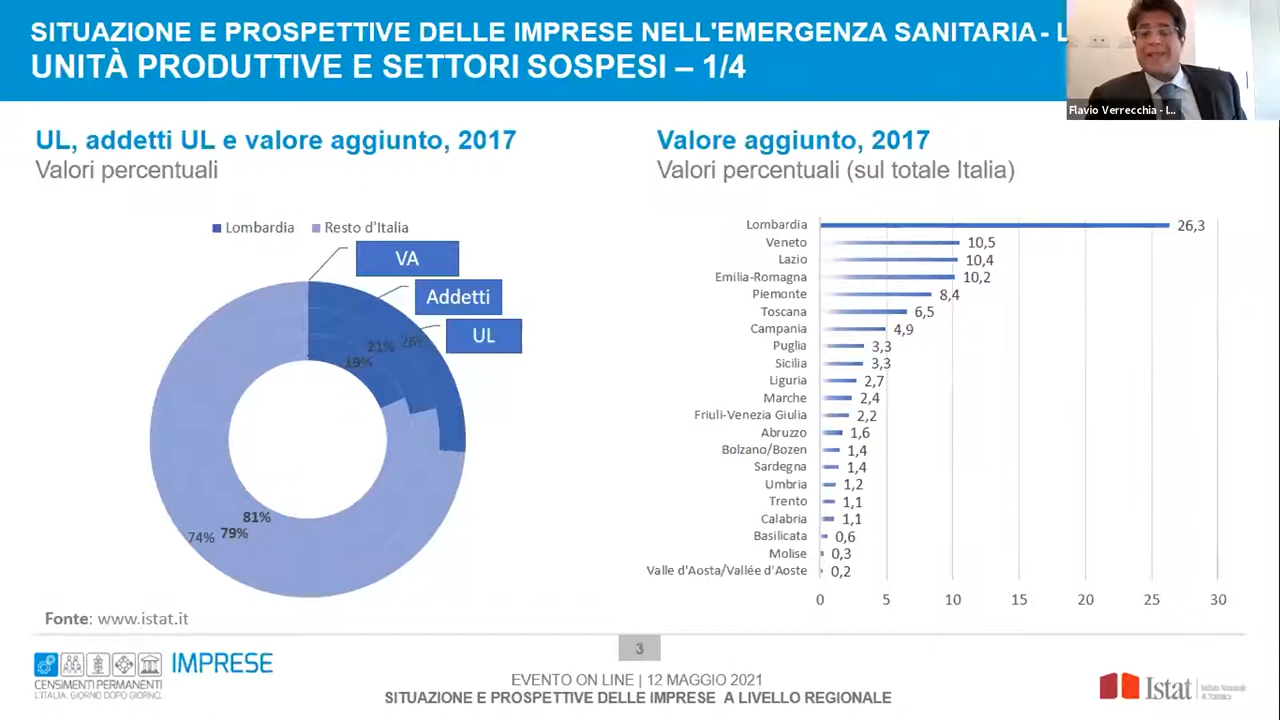 SITUAZIONE E PROSPETTIVE DELLE IMPRESE NELL'EMERGENZA SANITARIA - L
UNITÀ PRODUTTIVE E SETTORI SOSPESI – 1/4
Flavio Verrecchia - I...
UL, addetti UL e valore aggiunto, 2017
Valori percentuali
Lombardia Resto d'Italia
VA
Addetti
UL
19% 21% 26%
81%
79%
74%
Fonte: www.istat.it
Valore aggiunto, 2017
Valori percentuali (sul totale Italia)
Lombardia 26,3
Veneto 10,5
Lazio 10,4
Emilia-Romagna 10,2
Piemonte 8,4
Toscana 6,5
Campania 4,9
Puglia 3,3
Sicilia 3,3
Liguria 2,7
Marche 2,4
Friuli-Venezia Giulia 2,2
Abruzzo 1,6
Bolzano/Bozen 1,4
Sardegna 1,4
Umbria 1,2
Trento 1,1
Calabria 1,1
Basilicata 0,6
Molise 0,3
Valle d'Aosta/Vallée d'Aoste 0,2
0 5 10 15 20 25 30
3
IMPRESE
CENSIMENTI PERMANENTI
L'ITALIA, GIORNO DOPO GIORNO.
EVENTO ON LINE | 12 MAGGIO 2021
SITUAZIONE E PROSPETTIVE DELLE IMPRESE A LIVELLO REGIONALE
Istat
Istituto Nazionale
di Statistica